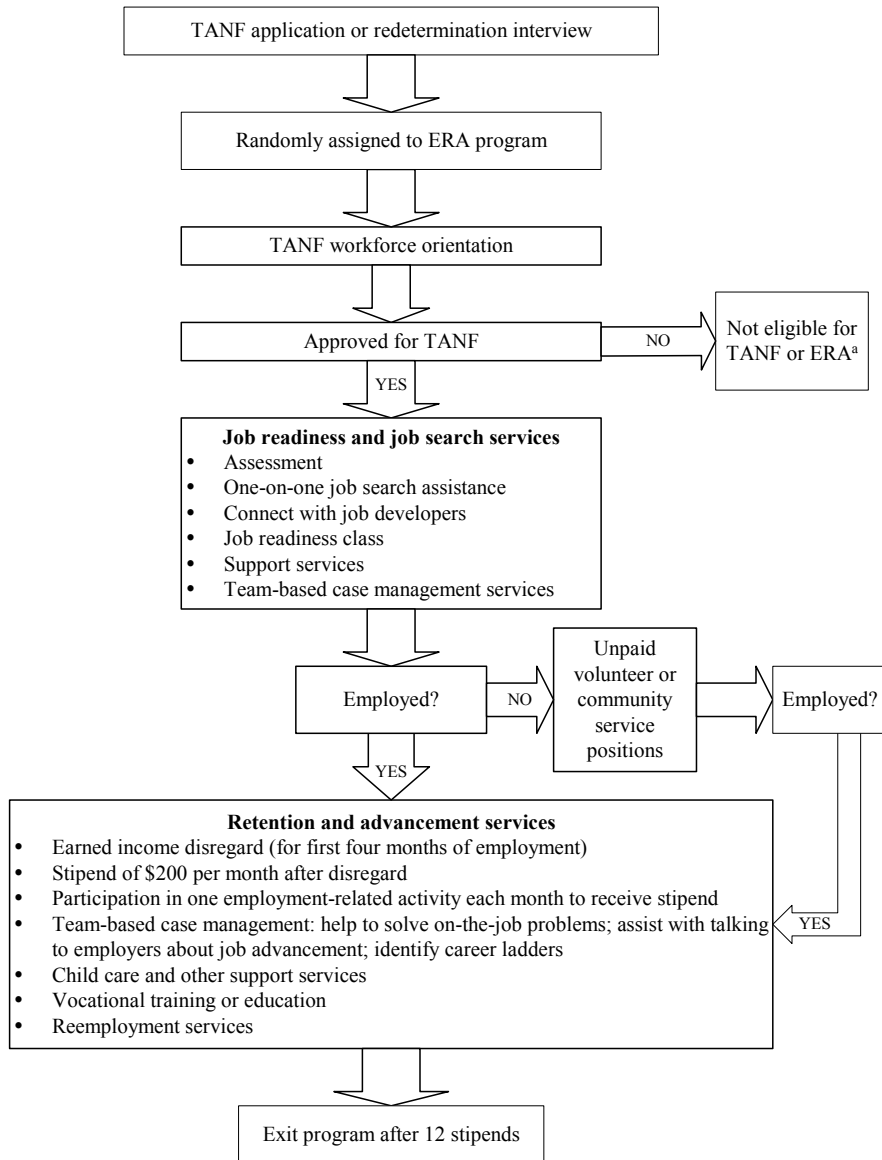 TANF application or redetermination interview
Randomly assigned to ERA program
TANF workforce orientation
Approved for TANF
NO
Not eligible for
TANF or ERAᵃ
YES
Job readiness and job search services
• Assessment
• One-on-one job search assistance
• Connect with job developers
• Job readiness class
• Support services
• Team-based case management services
Employed?
NO
Unpaid
volunteer or
community
service
positions
Employed?
YES
Retention and advancement services
• Earned income disregard (for first four months of employment)
• Stipend of $200 per month after disregard
• Participation in one employment-related activity each month to receive stipend
• Team-based case management: help to solve on-the-job problems; assist with talking
to employers about job advancement; identify career ladders
• Child care and other support services
• Vocational training or education
• Reemployment services
YES
Exit program after 12 stipends